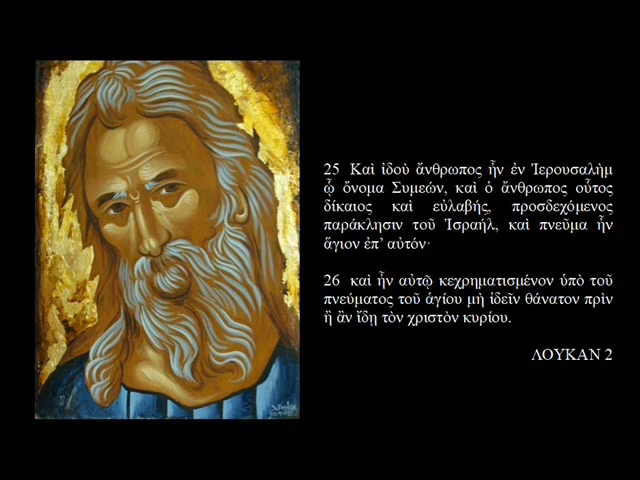 25 Καὶ ἰδοὺ ἄνθρωπος ἦν ἐν Ἰερουσαλὴμ
ᾧ ὄνομα Συμεών, καὶ ὁ ἄνθρωπος οὗτος
δίκαιος καὶ εὐλαβής, προσδεχόμενος
παράκλησιν τοῦ Ἰσραήλ, καὶ πνεῦμα ἦν
ἅγιον ἐπ’ αὐτόν·
26 καὶ ἦν αὐτῷ κεχρηματισμένον ὑπὸ τοῦ
πνεύματος τοῦ ἁγίου μὴ ἰδεῖν θάνατον πρὶν
ἢ ἂν ἴδῃ τὸν χριστὸν κυρίου.
ΛΟΥΚΑΝ 2